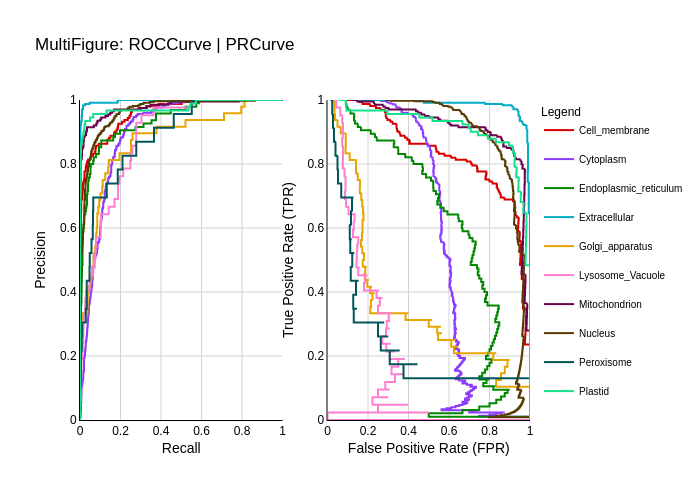 MultiFigure: ROCCurve | PRCurve
Precision
1
0.8
0.6
0.4
0.2
0
0 0.2 0.4 0.6 0.8 1
Recall
True Positive Rate (TPR)
1
0.8
0.6
0.4
0.2
0
0 0.2 0.4 0.6 0.8 1
False Positive Rate (FPR)
Legend
Cell_membrane
Cytoplasm
Endoplasmic_reticulum
Extracellular
Golgi_apparatus
Lysosome_Vacuole
Mitochondrion
Nucleus
Peroxisome
Plastid